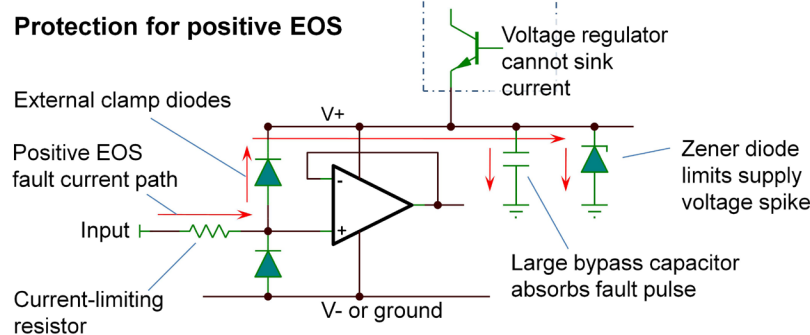 Protection for positive EOS
Voltage regulator
cannot sink
current
External clamp diodes
V+
Positive EOS
fault current path
Zener diode
limits supply
voltage spike
-
+
Input
Large bypass capacitor
absorbs fault pulse
Current-limiting
resistor
V- or ground